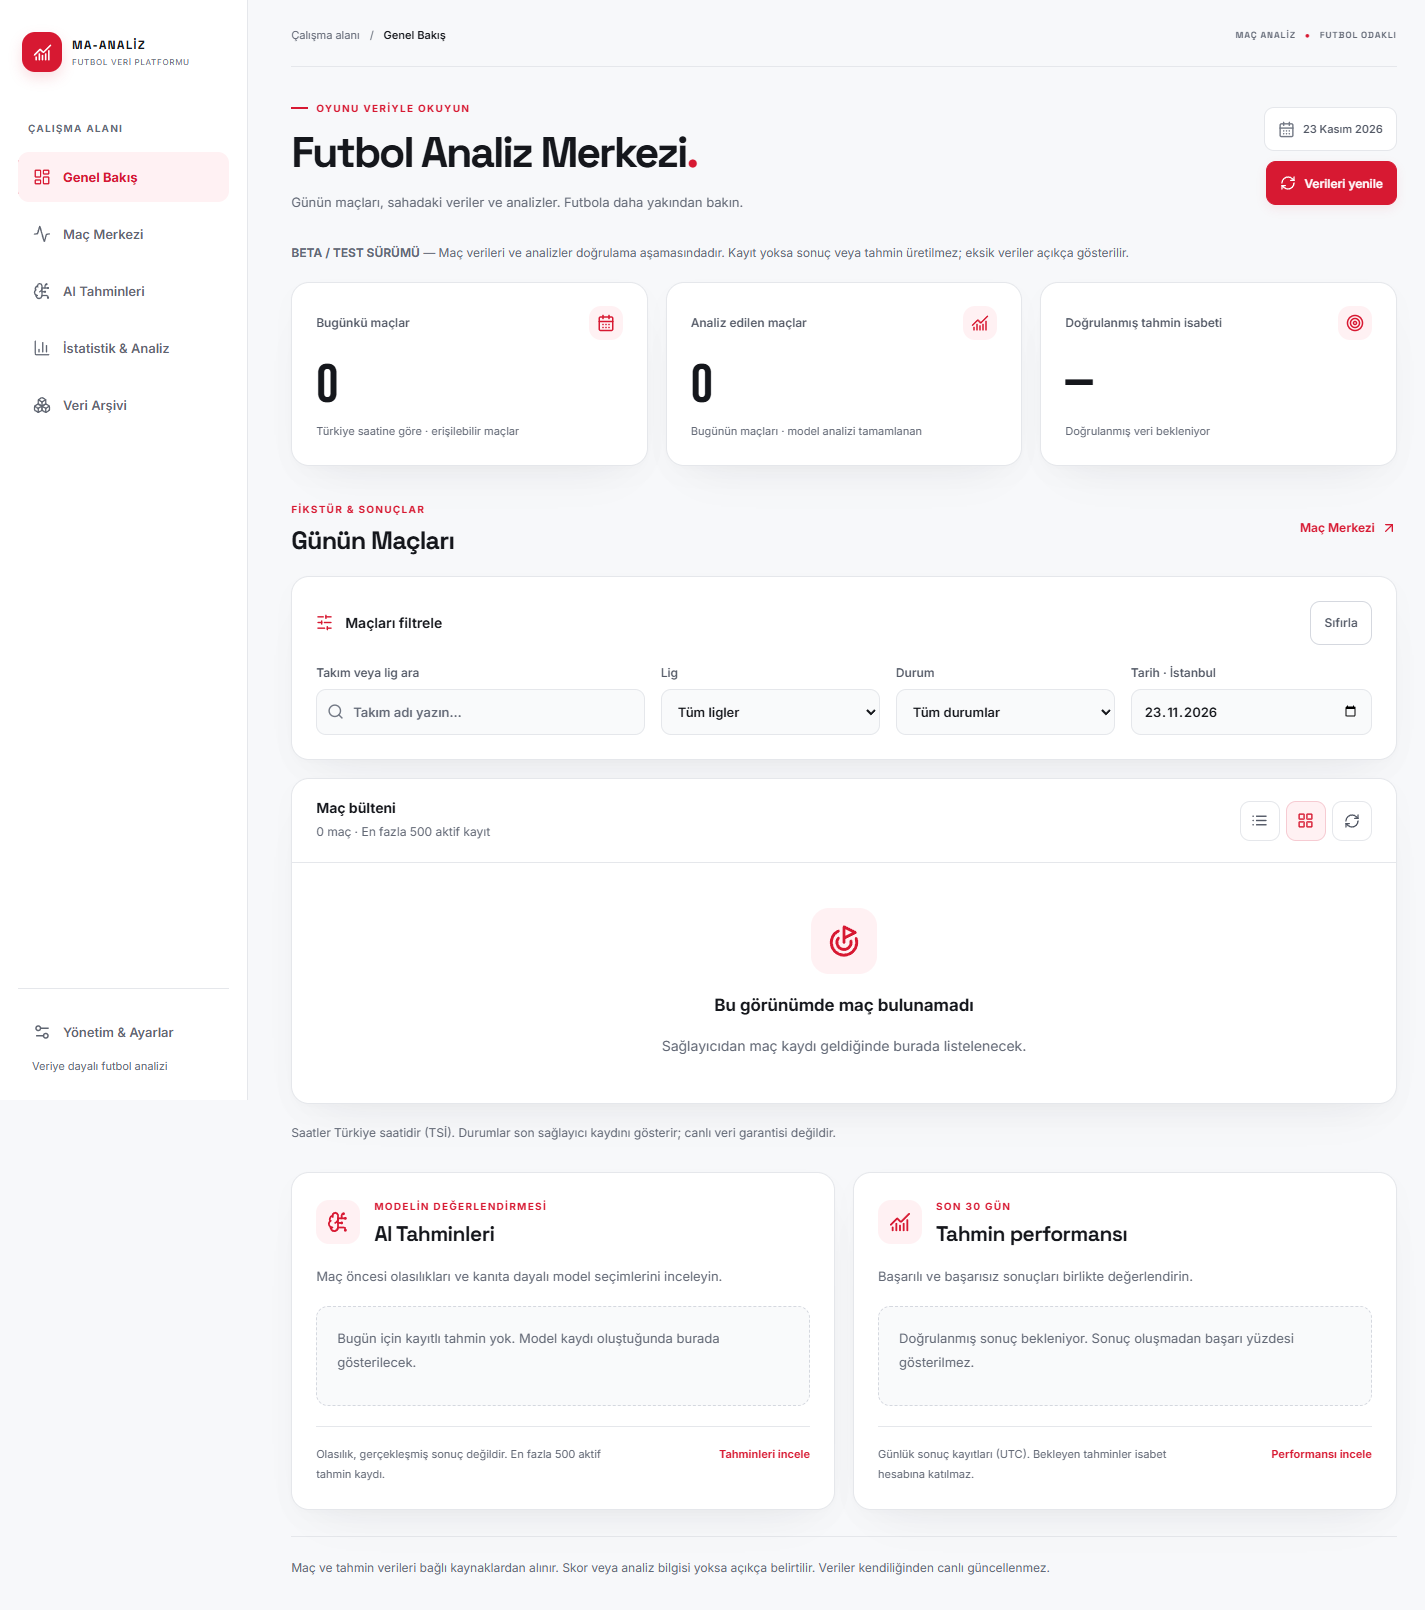 MA-ANALİZ
FUTBOL VERİ PLATFORMU
ÇALIŞMA ALANI
Genel Bakış
Maç Merkezi
AI Tahminleri
İstatistik & Analiz
Veri Arşivi
Yönetim & Ayarlar
Veriye dayalı futbol analizi
Çalışma alanı / Genel Bakış
MAÇ ANALİZ • FUTBOL ODAKLI
OYUNU VERİYLE OKUYUN
Futbol Analiz Merkezi.
Günün maçları, sahadaki veriler ve analizler. Futbola daha yakından bakın.
23 Kasım 2026
Verileri yenile
BETA / TEST SÜRÜMÜ — Maç verileri ve analizler doğrulama aşamasındadır. Kayıt yoksa sonuç veya tahmin üretilmez; eksik veriler açıkça gösterilir.
Bugünkü maçlar
0
Türkiye saatine göre · erişilebilir maçlar
Analiz edilen maçlar
0
Bugünün maçları · model analizi tamamlanan
Doğrulanmış tahmin isabeti
—
Doğrulanmış veri bekleniyor
FİKSTÜR & SONUÇLAR
Günün Maçları
Maç Merkezi
Maçları filtrele
Sıfırla
Takım veya lig ara
Takım adı yazın...
Lig
Tüm ligler
Durum
Tüm durumlar
Tarih · İstanbul
23.11.2026
Maç bülteni
0 maç · En fazla 500 aktif kayıt
Bu görünümde maç bulunamadı
Sağlayıcıdan maç kaydı geldiğinde burada listelenecek.
Saatler Türkiye saatidir (TSİ). Durumlar son sağlayıcı kaydını gösterir; canlı veri garantisi değildir.
MODELİN DEĞERLENDİRMESİ
AI Tahminleri
Maç öncesi olasılıkları ve kanıta dayalı model seçimlerini inceleyin.
Bugün için kayıtlı tahmin yok. Model kaydı oluştuğunda burada
gösterilecek.
Olasılık, gerçekleşmiş sonuç değildir. En fazla 500 aktif
tahmin kaydı.
Tahminleri incele
SON 30 GÜN
Tahmin performansı
Başarılı ve başarısız sonuçları birlikte değerlendirin.
Doğrulanmış sonuç bekleniyor. Sonuç oluşmadan başarı yüzdesi
gösterilmez.
Günlük sonuç kayıtları (UTC). Bekleyen tahminler isabet
hesabına katılmaz.
Performansı incele
Maç ve tahmin verileri bağlı kaynaklardan alınır. Skor veya analiz bilgisi yoksa açıkça belirtilir. Veriler kendiliğinden canlı güncellenmez.